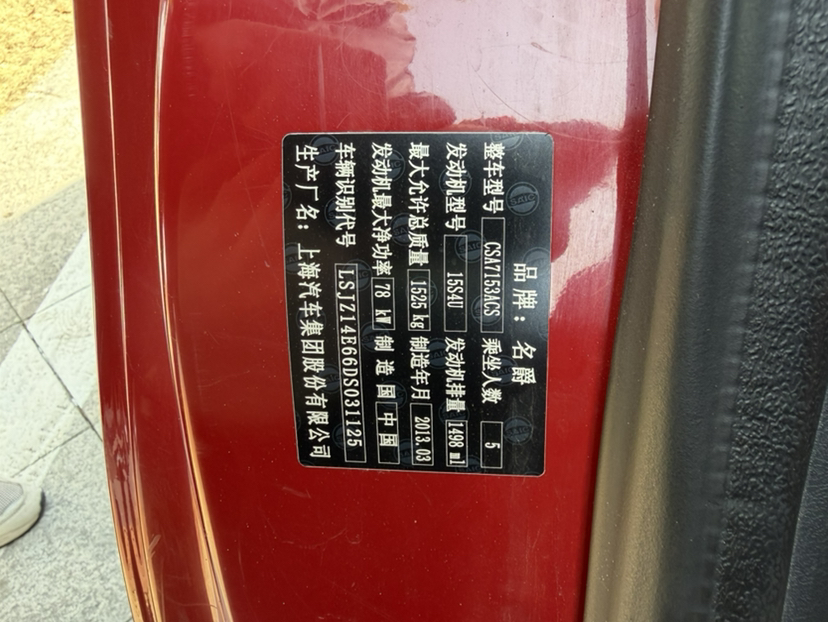 品牌：名爵
整车型号 CSA7153ACS 乘坐人数 5
发动机型号 15S4U 发动机排量 1498 ml
最大允许总质量 1525 kg 制造年月 2013.03
发动机最大净功率 78 kW 制造国 中国
车辆识别代号 LSJZ14E66DS031125
生产厂名：上海汽车集团股份有限公司